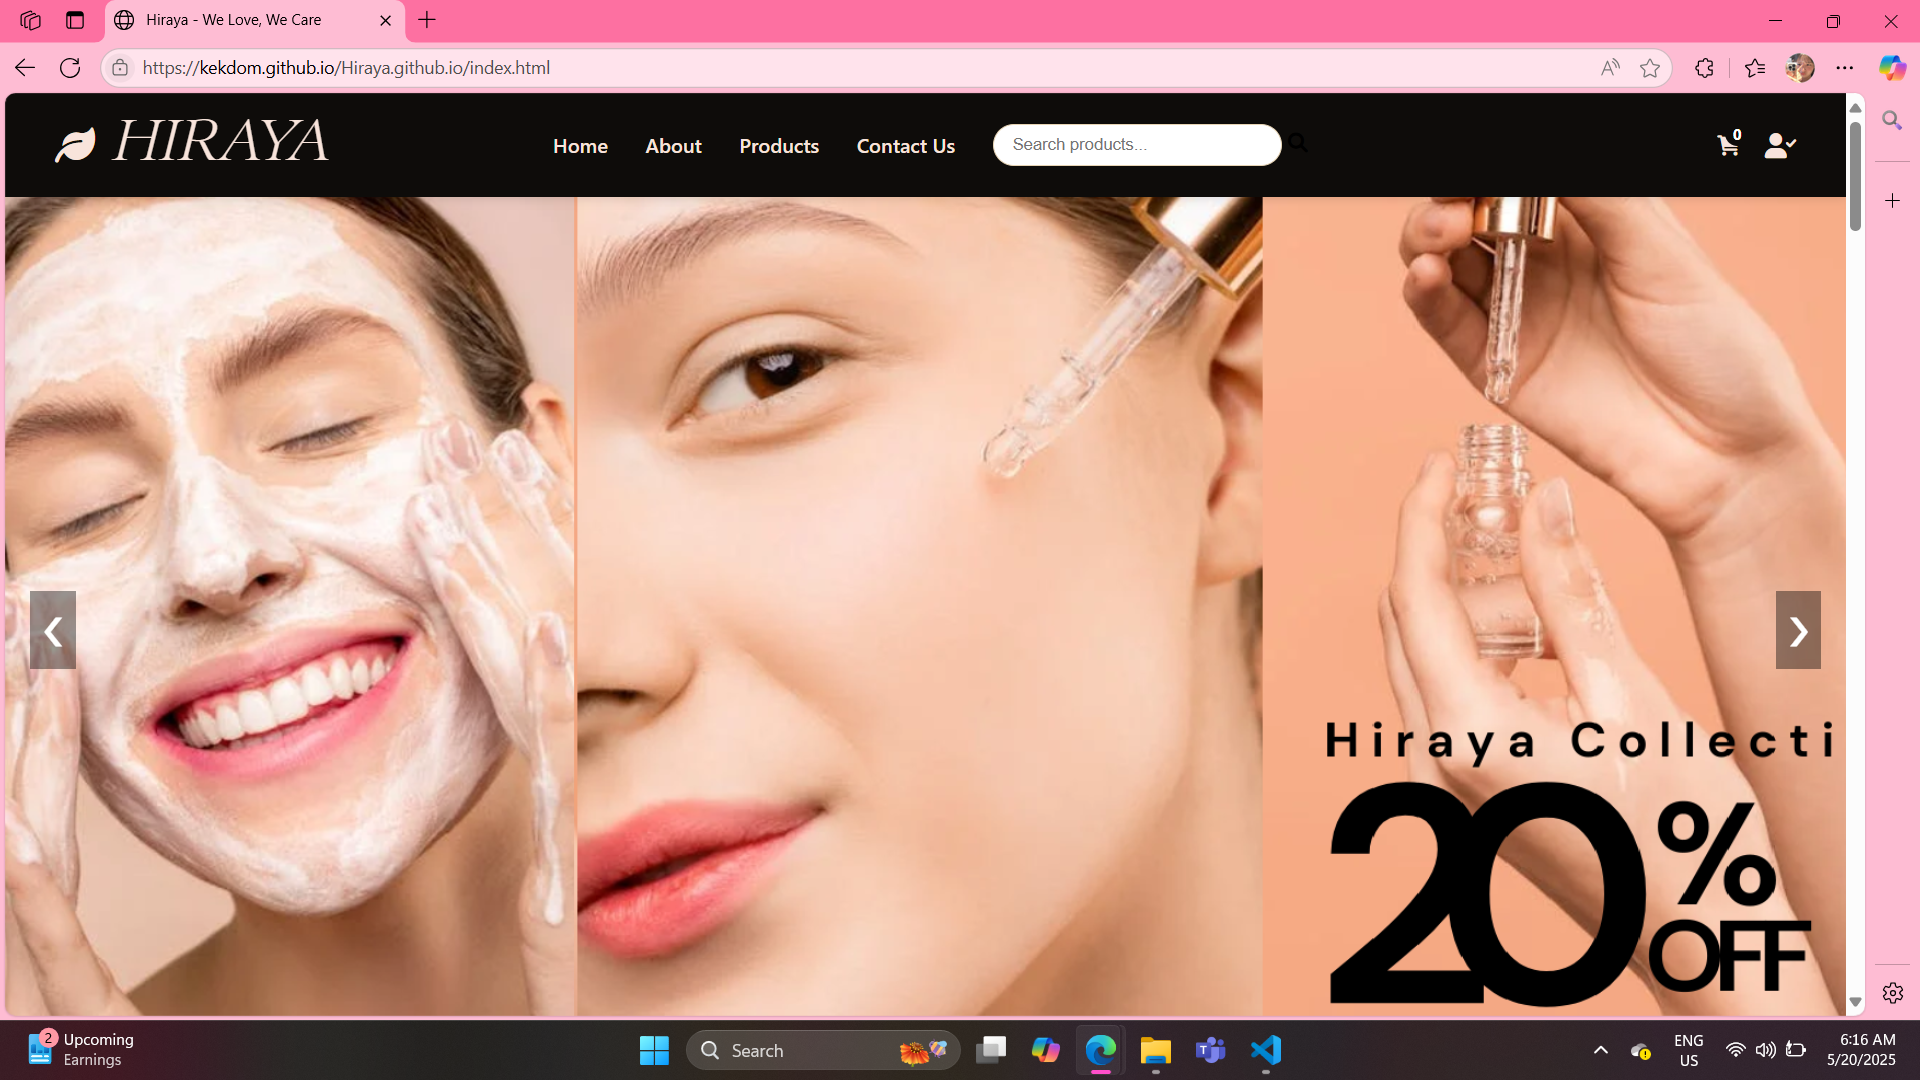 Hiraya - We Love, We Care
https://kekdom.github.io/Hiraya.github.io/index.html
HIRAYA
Home
About
Products
Contact Us
Search products...
0
❮
❯
Hiraya Collecti
20
%
OFF
2
Upcoming
Earnings
Search
ENG
US
6:16 AM
5/20/2025